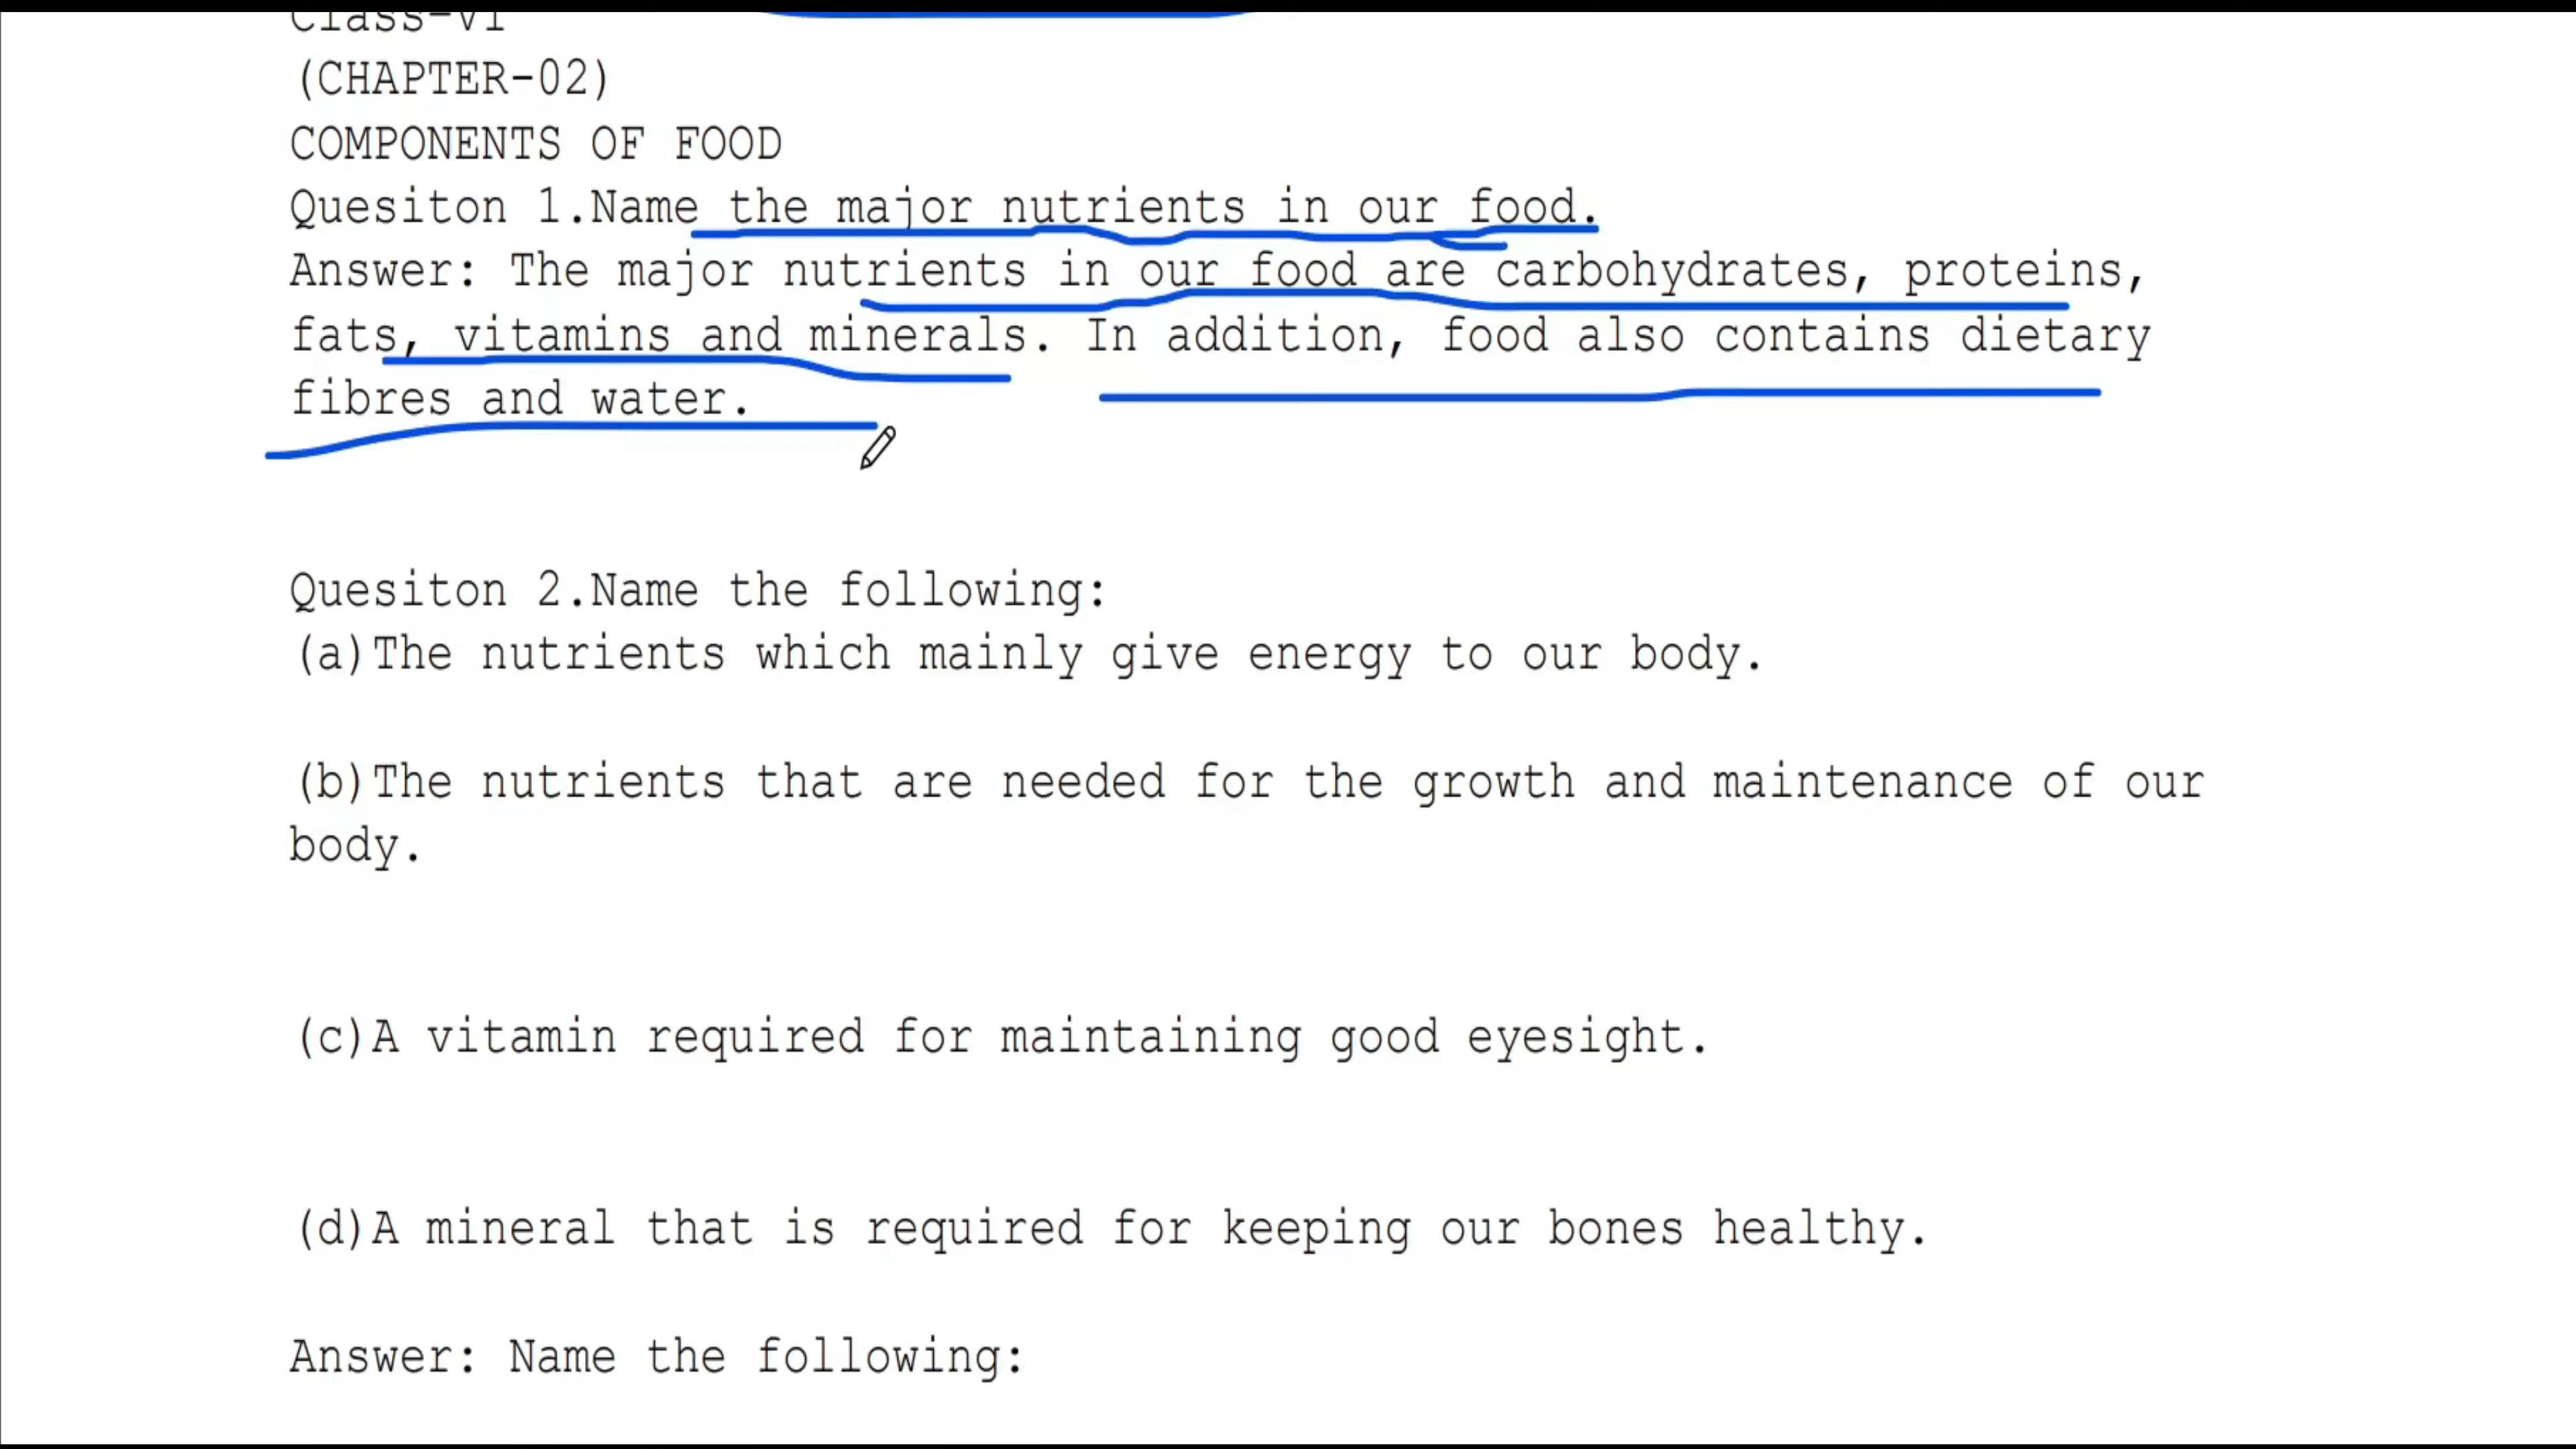 Class-VI
(CHAPTER-02)
COMPONENTS OF FOOD
Quesiton 1.Name the major nutrients in our food.
Answer: The major nutrients in our food are carbohydrates, proteins,
fats, vitamins and minerals. In addition, food also contains dietary
fibres and water.
Quesiton 2.Name the following:
(a)The nutrients which mainly give energy to our body.
(b)The nutrients that are needed for the growth and maintenance of our
body.
(c)A vitamin required for maintaining good eyesight.
(d)A mineral that is required for keeping our bones healthy.
Answer: Name the following: